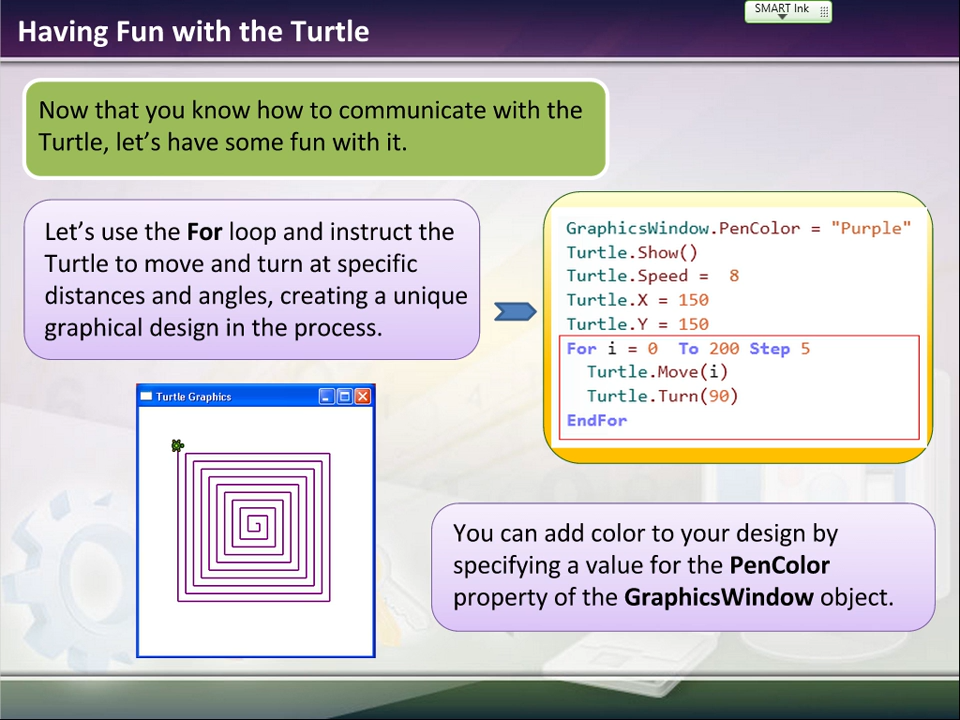 Having Fun with the Turtle
SMART Ink
Now that you know how to communicate with the
Turtle, let’s have some fun with it.
Let’s use the For loop and instruct the
Turtle to move and turn at specific
distances and angles, creating a unique
graphical design in the process.
GraphicsWindow.PenColor = "Purple"
Turtle.Show()
Turtle.Speed =  8
Turtle.X = 150
Turtle.Y = 150
For i = 0  To 200 Step 5
  Turtle.Move(i)
  Turtle.Turn(90)
EndFor
Turtle Graphics
You can add color to your design by
specifying a value for the PenColor
property of the GraphicsWindow object.